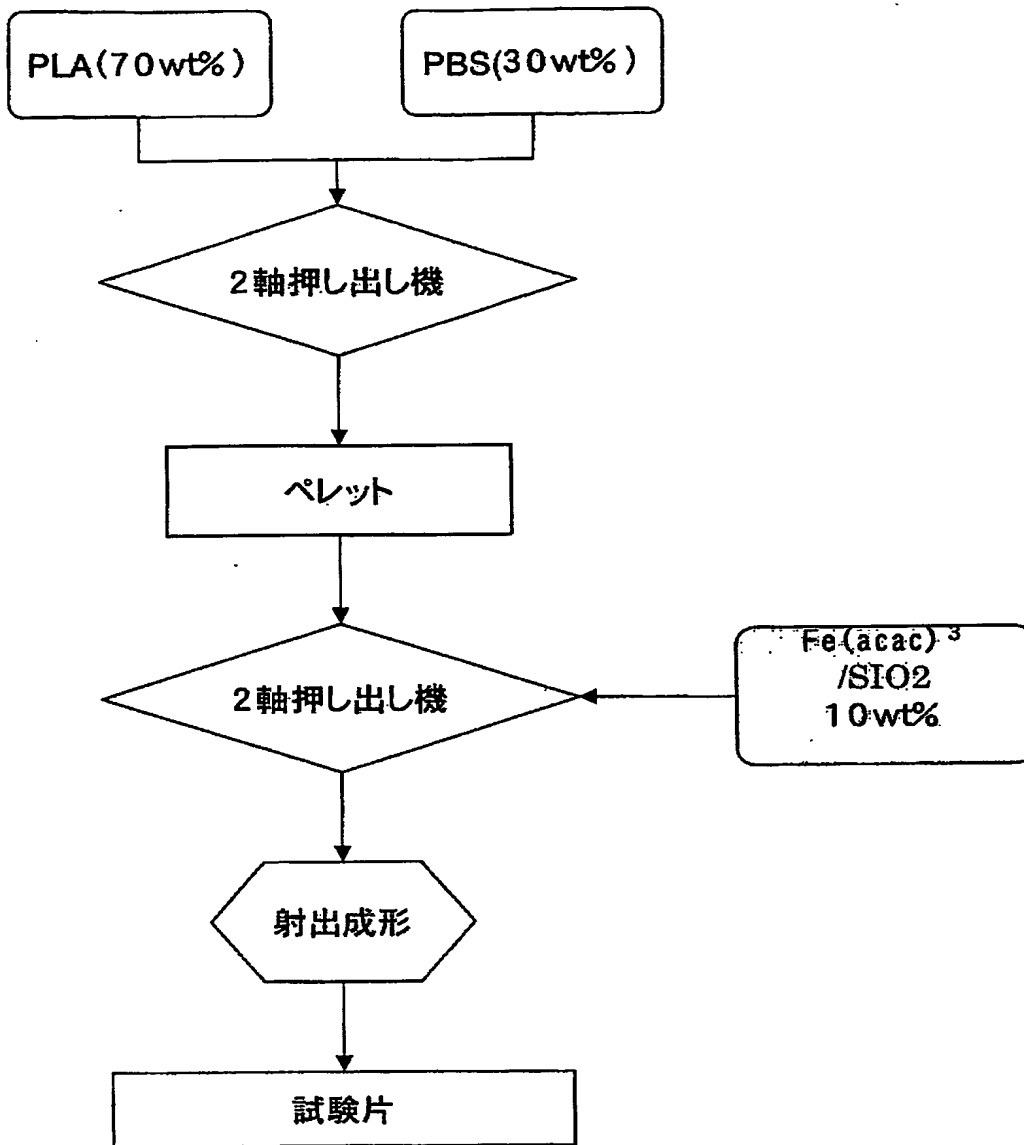 PLA(70wt%)
PBS(30wt%)
2軸押し出し機
ペレット
2軸押し出し機
Fe(acac)³
/SIO2
10wt%
射出成形
試験片